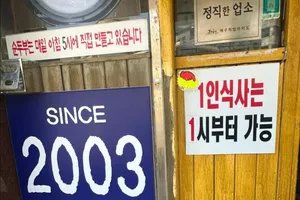 순두부는 매일 아침 5시에 직접 만들고 있습니다
정직한 업소
SINCE
2003
1인식사는
1시부터 가능